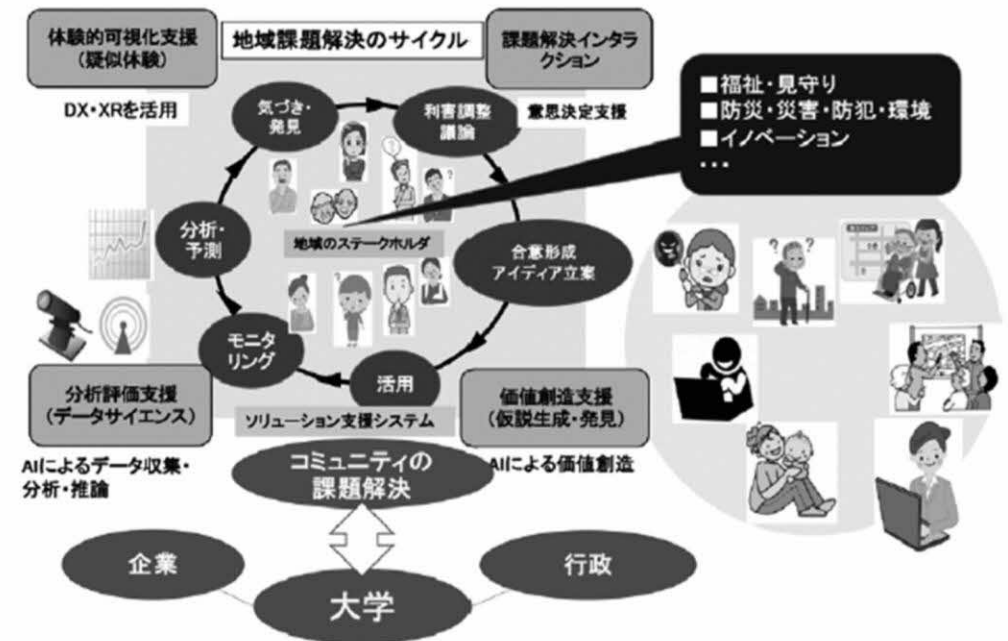 体験的可視化支援
(疑似体験)
地域課題解決のサイクル
課題解決インタラ
クション
DX・XRを活用
意思決定支援
気づき・
発見
利害調整
議論
■福祉・見守り
■防災・災害・防犯・環境
■イノベーション
・・・
分析・
予測
地域のステークホルダ
合意形成
アイディア立案
モニタ
リング
活用
分析評価支援
(データサイエンス)
ソリューション支援システム
価値創造支援
(仮説生成・発見)
AIによるデータ収集・
分析・推論
コミュニティの
課題解決
AIによる価値創造
企業
行政
大学